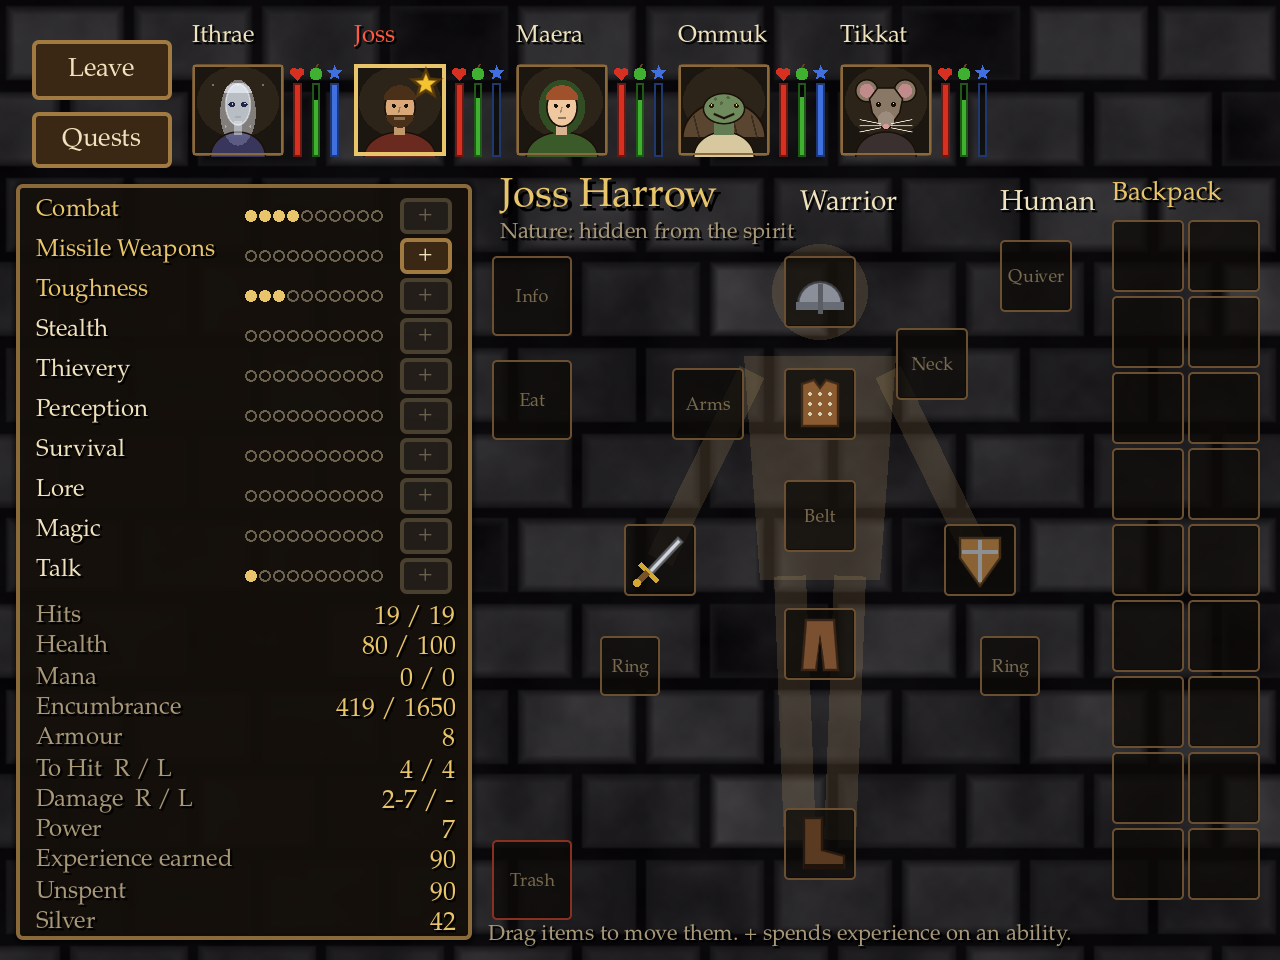 Leave
Quests
Ithrae
Joss
Maera
Ommuk
Tikkat
Combat +
Missile Weapons +
Toughness +
Stealth +
Thievery +
Perception +
Survival +
Lore +
Magic +
Talk +
Hits 19 / 19
Health 80 / 100
Mana 0 / 0
Encumbrance 419 / 1650
Armour 8
To Hit R / L 4 / 4
Damage R / L 2-7 / -
Power 7
Experience earned 90
Unspent 90
Silver 42
Joss Harrow Warrior Human
Nature: hidden from the spirit
Info
Eat
Arms
Neck
Quiver
Belt
Ring
Ring
Trash
Backpack
Drag items to move them. + spends experience on an ability.